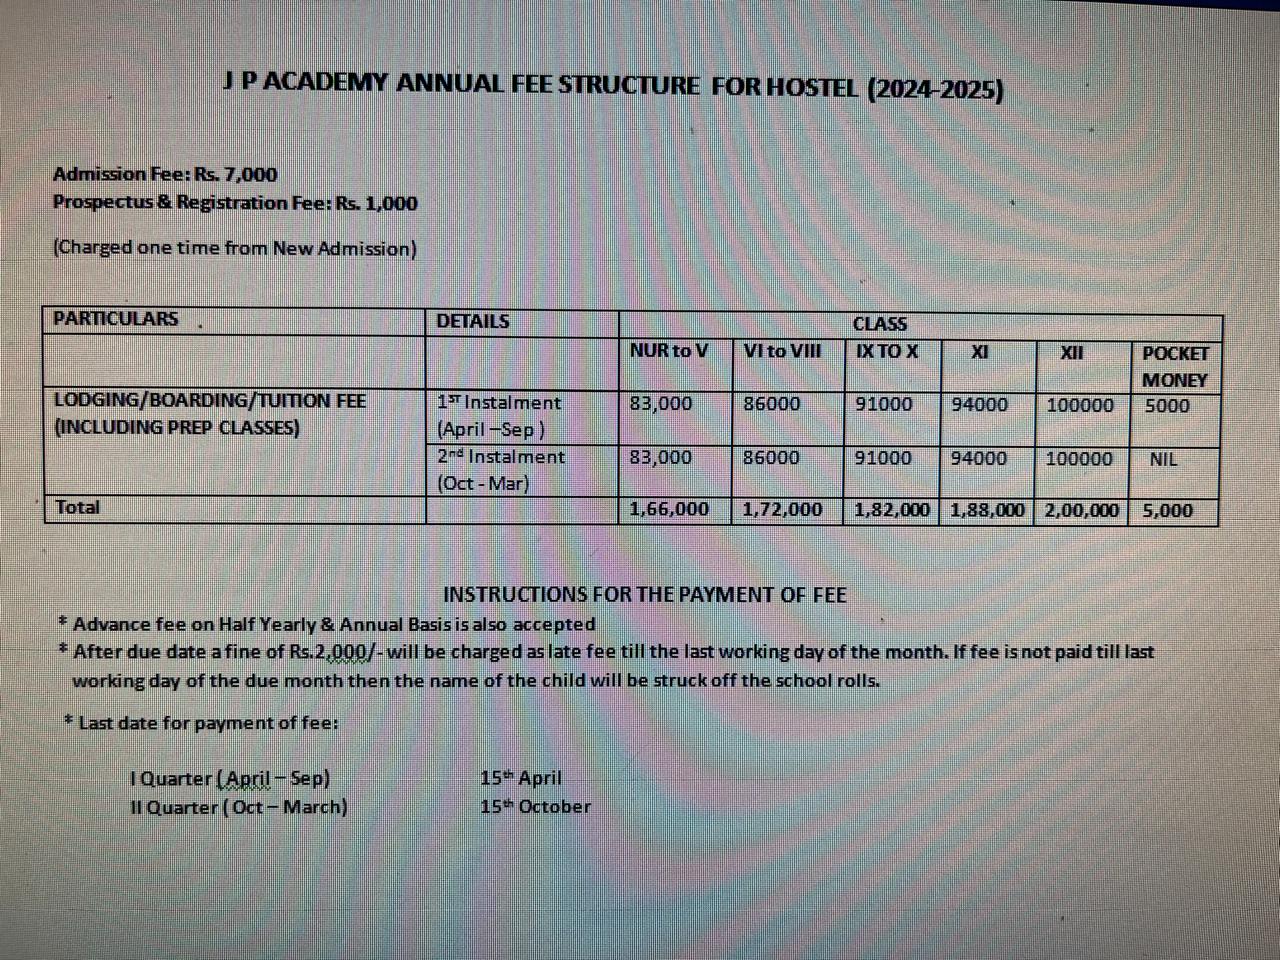 J P ACADEMY ANNUAL FEE STRUCTURE FOR HOSTEL (2024-2025)
Admission Fee: Rs. 7,000
Prospectus & Registration Fee: Rs. 1,000
(Charged one time from New Admission)
PARTICULARS DETAILS CLASS
NUR to V VI to VIII IX TO X XI XII POCKET
MONEY
LODGING/BOARDING/TUITION FEE 1ST Instalment 83,000 86000 91000 94000 100000 5000
(INCLUDING PREP CLASSES) (April –Sep )
2nd Instalment 83,000 86000 91000 94000 100000 NIL
(Oct - Mar)
Total 1,66,000 1,72,000 1,82,000 1,88,000 2,00,000 5,000
INSTRUCTIONS FOR THE PAYMENT OF FEE
* Advance fee on Half Yearly & Annual Basis is also accepted
* After due date a fine of Rs.2,000/- will be charged as late fee till the last working day of the month. If fee is not paid till last
working day of the due month then the name of the child will be struck off the school rolls.
* Last date for payment of fee:
I Quarter ( April – Sep) 15th April
II Quarter ( Oct – March) 15th October